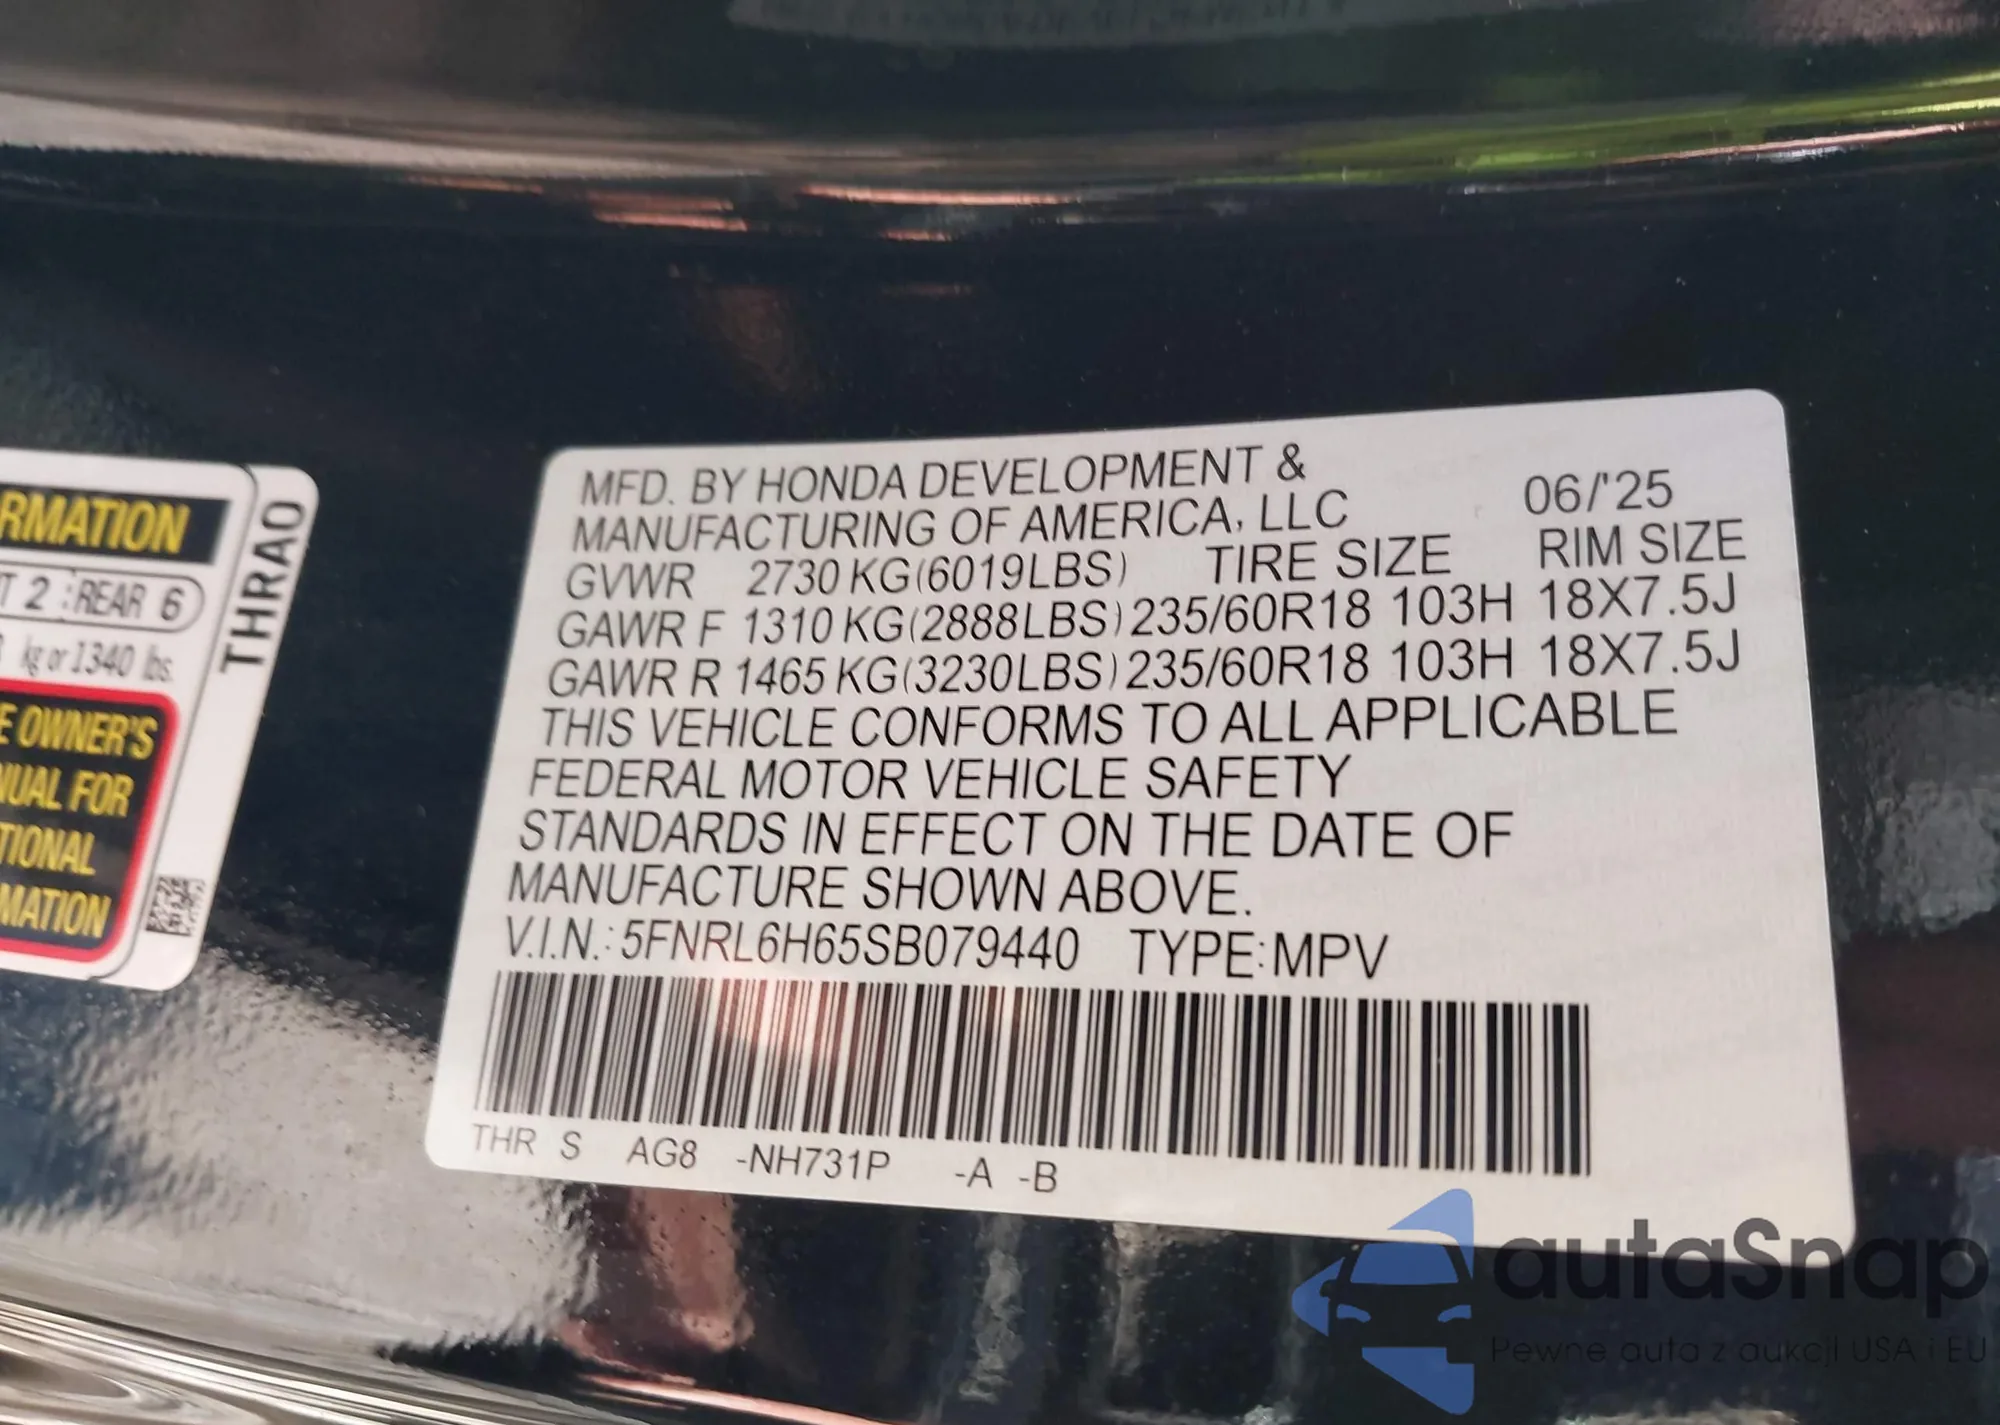 RMATION
T 2 : REAR 6
kg or 1340 lbs.
E OWNER'S
NUAL FOR
TIONAL
MATION
THRA0
MFD. BY HONDA DEVELOPMENT &
MANUFACTURING OF AMERICA, LLC 06/'25
GVWR 2730 KG(6019LBS) TIRE SIZE RIM SIZE
GAWR F 1310 KG(2888LBS) 235/60R18 103H 18X7.5J
GAWR R 1465 KG(3230LBS) 235/60R18 103H 18X7.5J
THIS VEHICLE CONFORMS TO ALL APPLICABLE
FEDERAL MOTOR VEHICLE SAFETY
STANDARDS IN EFFECT ON THE DATE OF
MANUFACTURE SHOWN ABOVE.
V.I.N.: 5FNRL6H65SB079440 TYPE: MPV
THR S AG8 -NH731P -A -B
autaSnap
Pewne auta z aukcji USA i EU